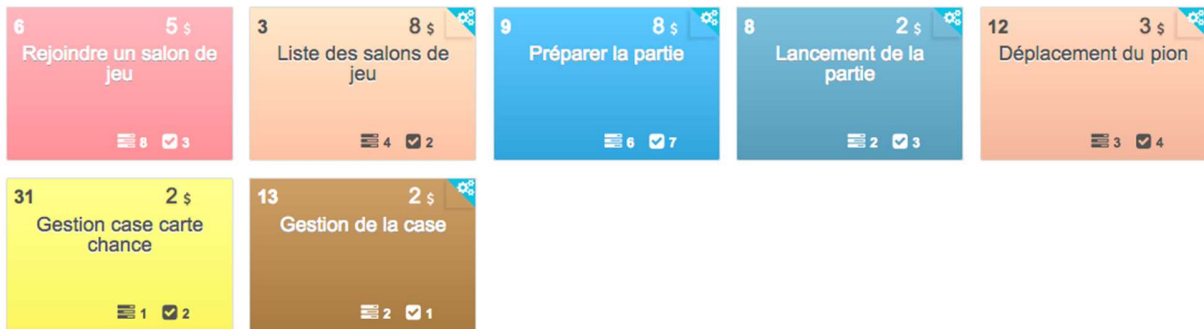 6 5 $
Rejoindre un salon de
jeu
8 3
3 8 $
Liste des salons de
jeu
4 2
9 8 $
Préparer la partie
6 7
8 2 $
Lancement de la
partie
2 3
12 3 $
Déplacement du pion
3 4
31 2 $
Gestion case carte
chance
1 2
13 2 $
Gestion de la case
2 1